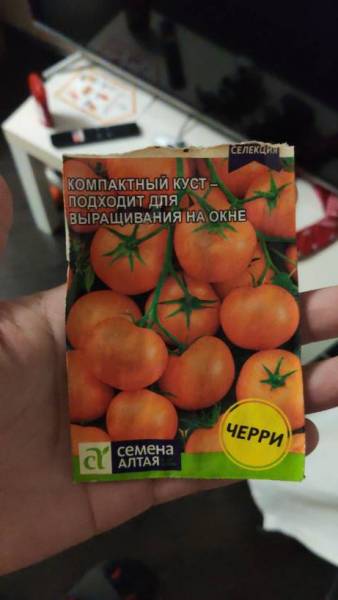 СЕЛЕКЦИЯ
КОМПАКТНЫЙ КУСТ –
ПОДХОДИТ ДЛЯ
ВЫРАЩИВАНИЯ НА ОКНЕ
ЧЕРРИ
семена
АЛТАЯ